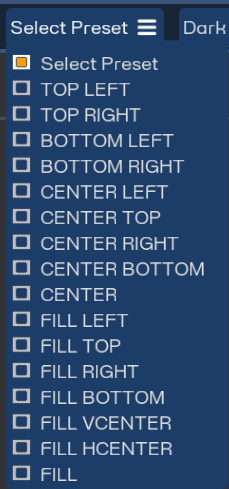 Select Preset
Dark
Select Preset
TOP LEFT
TOP RIGHT
BOTTOM LEFT
BOTTOM RIGHT
CENTER LEFT
CENTER TOP
CENTER RIGHT
CENTER BOTTOM
CENTER
FILL LEFT
FILL TOP
FILL RIGHT
FILL BOTTOM
FILL VCENTER
FILL HCENTER
FILL